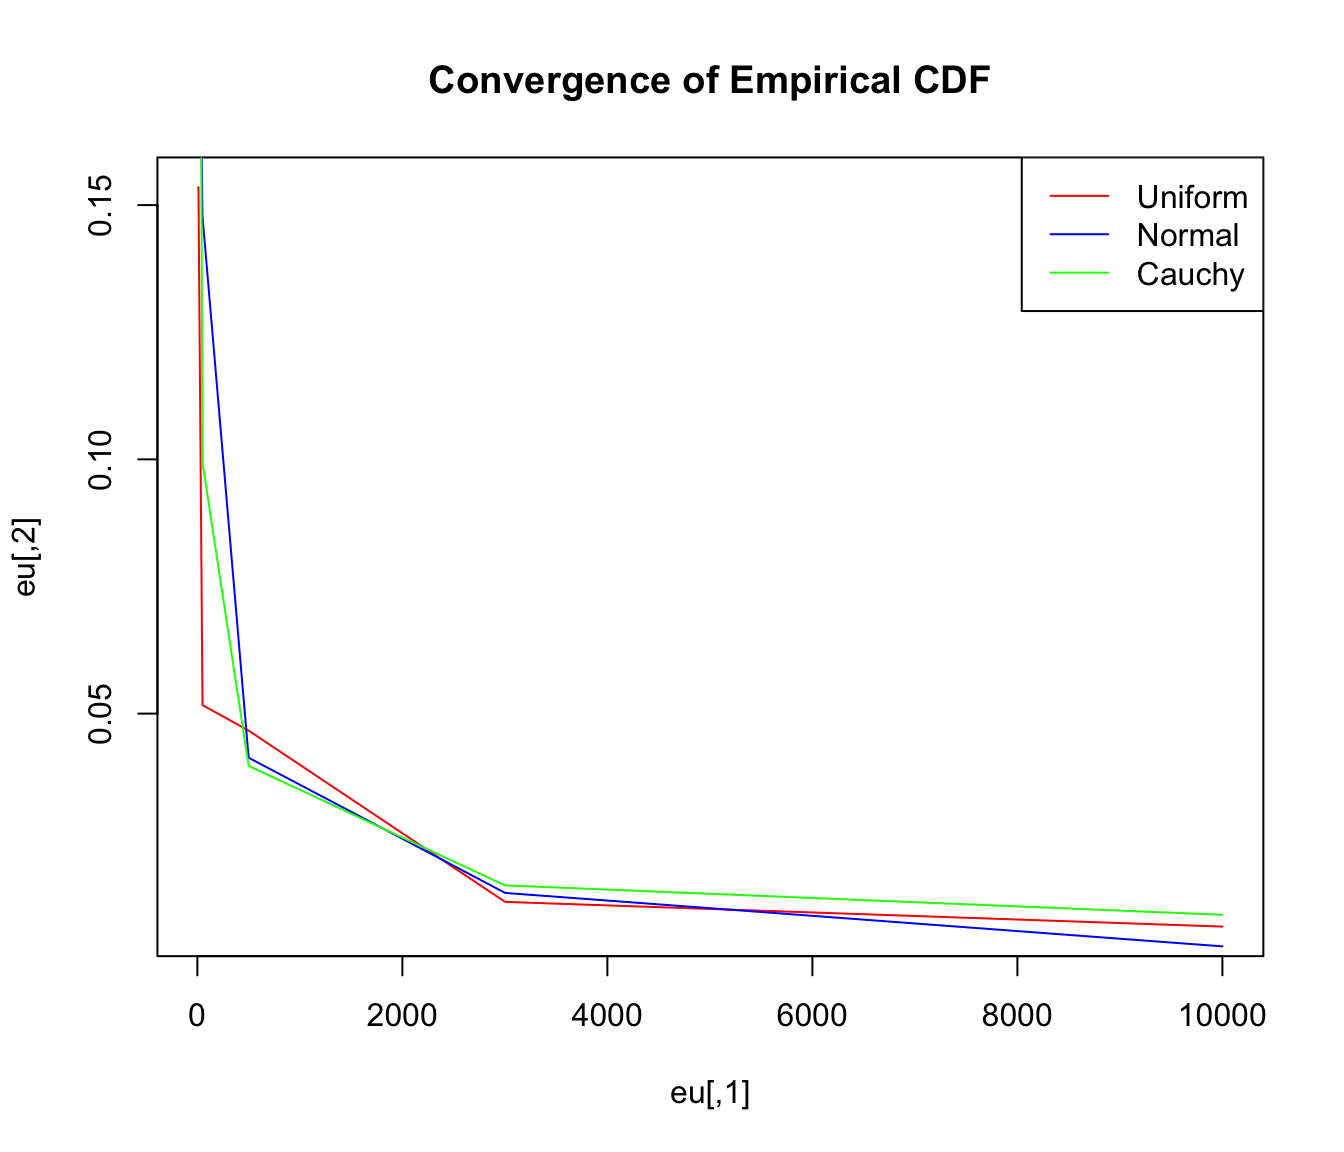 Convergence of Empirical CDF
Uniform
Normal
Cauchy
0.15
0.10
0.05
eu[,2]
0 2000 4000 6000 8000 10000
eu[,1]